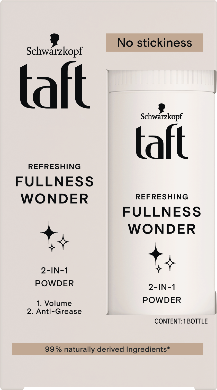 Schwarzkopf
taft
No stickiness
REFRESHING
FULLNESS
WONDER
2-IN-1
POWDER
1. Volume
2. Anti-Grease
Schwarzkopf
taft
REFRESHING
FULLNESS
WONDER
2-IN-1
POWDER
CONTENT: 1 BOTTLE
99% naturally derived ingredients*